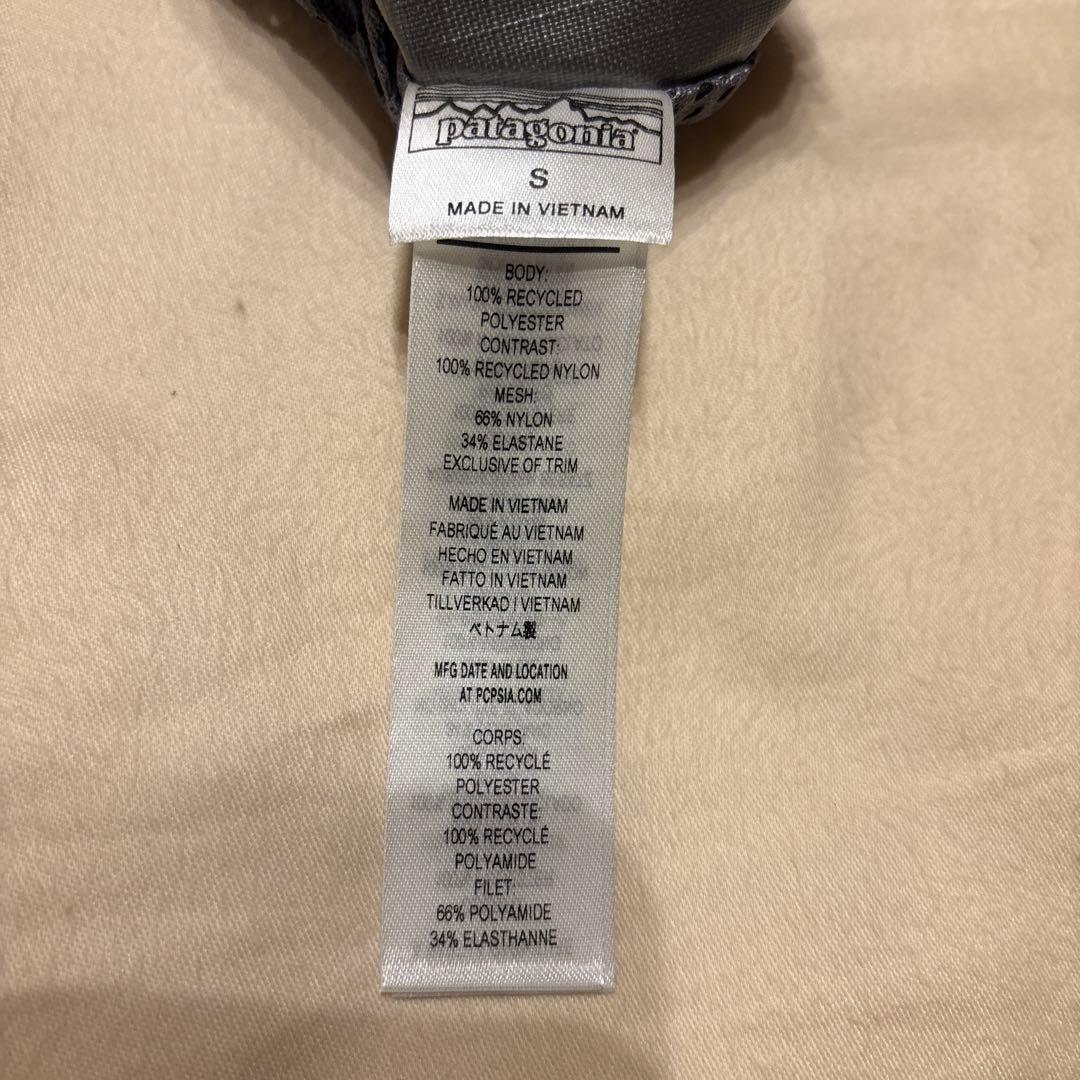 patagonia
S
MADE IN VIETNAM
BODY:
100% RECYCLED
POLYESTER
CONTRAST:
100% RECYCLED NYLON
MESH:
66% NYLON
34% ELASTANE
EXCLUSIVE OF TRIM
MADE IN VIETNAM
FABRIQUÉ AU VIETNAM
HECHO EN VIETNAM
FATTO IN VIETNAM
TILLVERKAD I VIETNAM
ベトナム製
MFG DATE AND LOCATION
AT PCPSIA.COM
CORPS:
100% RECYCLÉ
POLYESTER
CONTRASTE:
100% RECYCLÉ
POLYAMIDE
FILET:
66% POLYAMIDE
34% ELASTHANNE